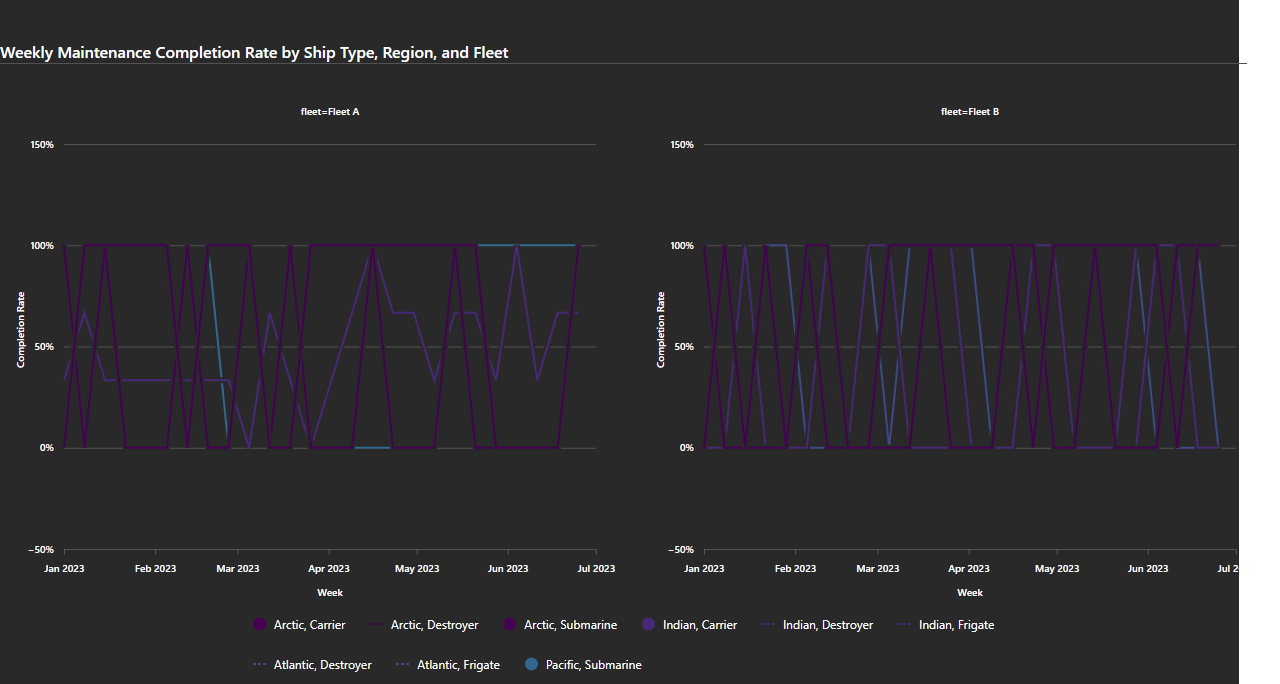 Weekly Maintenance Completion Rate by Ship Type, Region, and Fleet
fleet=Fleet A
fleet=Fleet B
150%
100%
50%
0%
−50%
Completion Rate
Jan 2023
Feb 2023
Mar 2023
Apr 2023
May 2023
Jun 2023
Jul 2023
Week
150%
100%
50%
0%
−50%
Completion Rate
Jan 2023
Feb 2023
Mar 2023
Apr 2023
May 2023
Jun 2023
Jul 2
Week
Arctic, Carrier
Arctic, Destroyer
Arctic, Submarine
Indian, Carrier
Indian, Destroyer
Indian, Frigate
Atlantic, Destroyer
Atlantic, Frigate
Pacific, Submarine